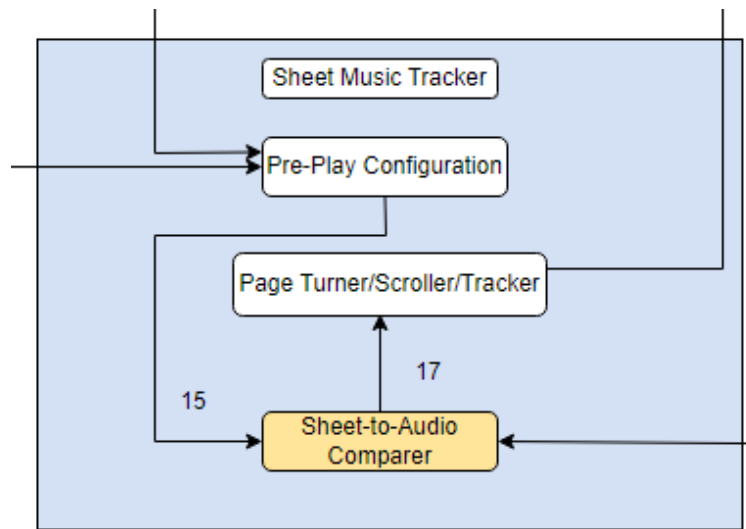 Sheet Music Tracker
Pre-Play Configuration
Page Turner/Scroller/Tracker
17
15
Sheet-to-Audio
Comparer